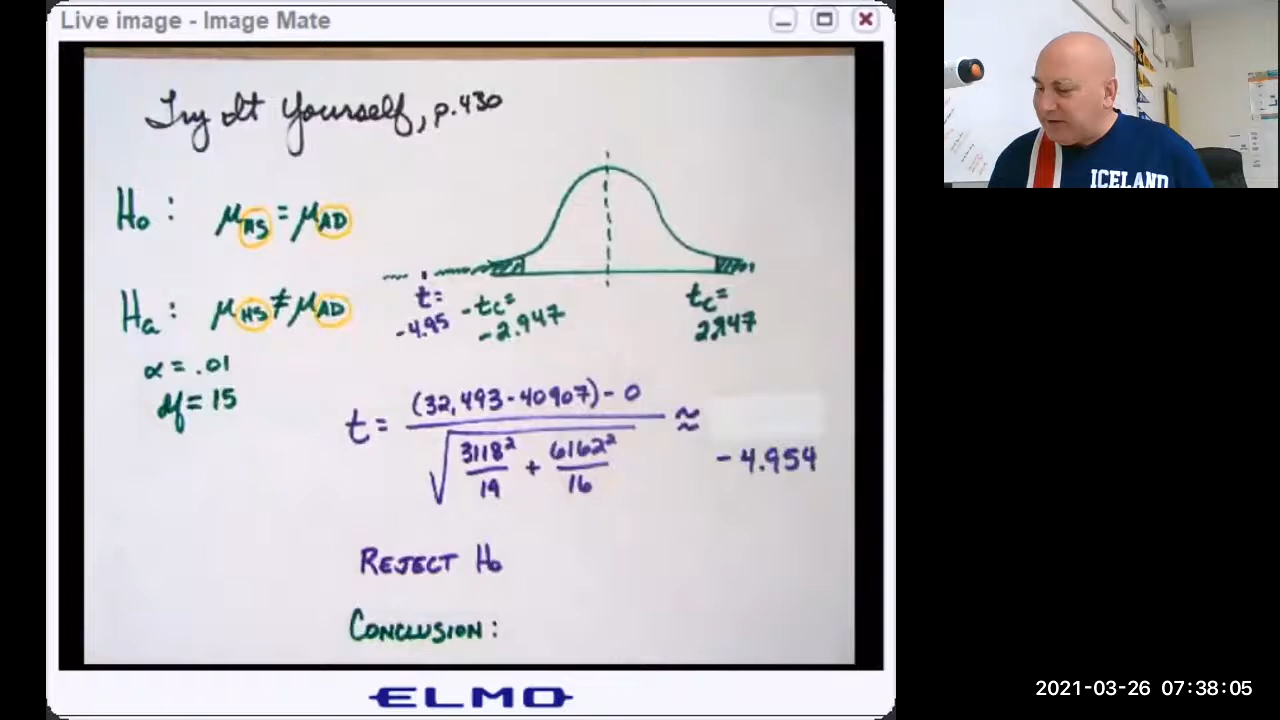 Live image - Image Mate
Try It Yourself, p.430
H₀ : μHS = μAD
Ha : μHS ≠ μAD
α = .01
df = 15
t = -4.95
-tc = -2.947
tc = 2.947
t = (32,493 - 40907) - 0 / √(3118²/19 + 6162²/16) ≈ -4.954
REJECT H₀
CONCLUSION :
ELMO
ICELAND
2021-03-26 07:38:05